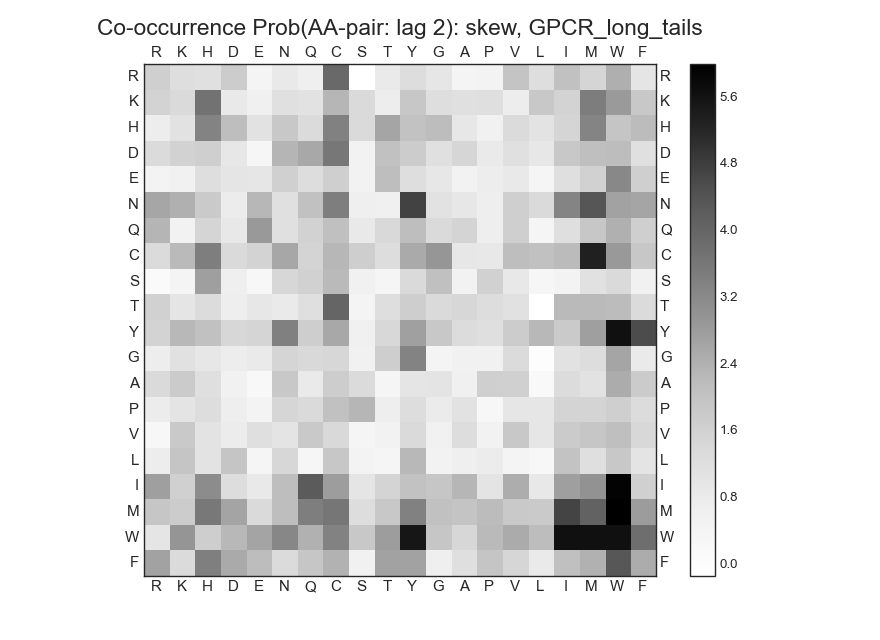 Co-occurrence Prob(AA-pair: lag 2): skew, GPCR_long_tails
R K H D E N Q C S T Y G A P V L I M W F
R R
K K 5.6
H H
D D 4.8
E E
N N
Q Q 4.0
C C
S S
T T 3.2
Y Y
G G 2.4
A A
P P
V V 1.6
L L
I I 0.8
M M
W W
F F 0.0
R K H D E N Q C S T Y G A P V L I M W F